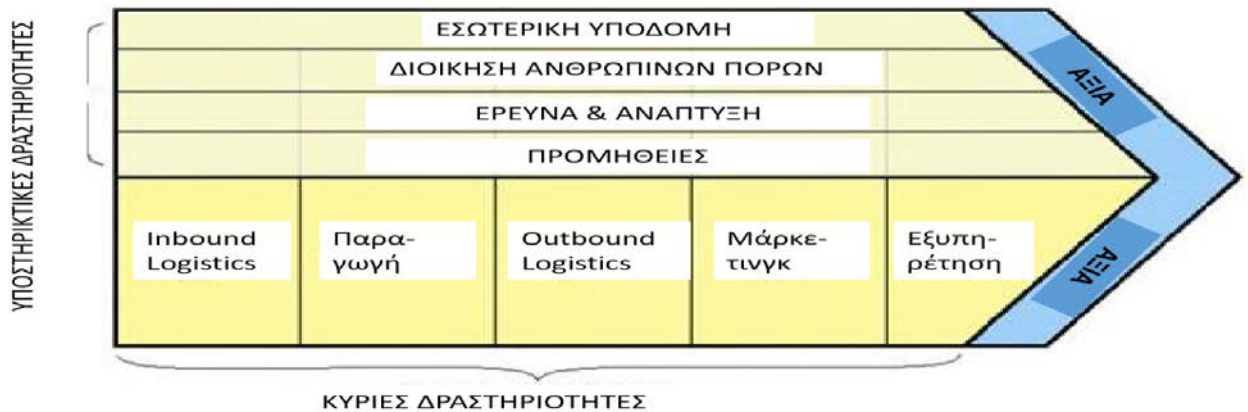 ΥΠΟΣΤΗΡΙΚΤΙΚΕΣ ΔΡΑΣΤΗΡΙΟΤΗΤΕΣ
ΕΣΩΤΕΡΙΚΗ ΥΠΟΔΟΜΗ
ΔΙΟΙΚΗΣΗ ΑΝΘΡΩΠΙΝΩΝ ΠΟΡΩΝ
ΕΡΕΥΝΑ & ΑΝΑΠΤΥΞΗ
ΠΡΟΜΗΘΕΙΕΣ
ΑΞΙΑ
Inbound
Logistics
Παρα-
γωγή
Outbound
Logistics
Μάρκε-
τινγκ
Εξυπη-
ρέτηση
ΑΞΙΑ
ΚΥΡΙΕΣ ΔΡΑΣΤΗΡΙΟΤΗΤΕΣ